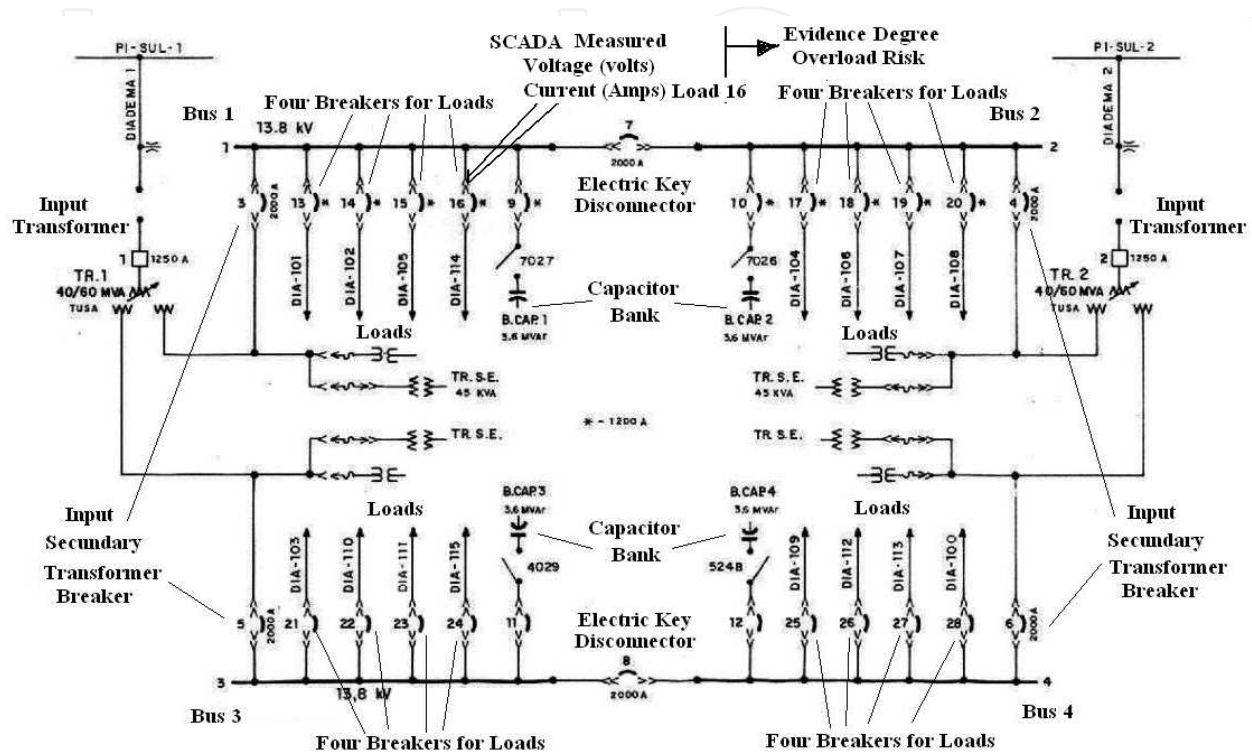 PI-SUL-1
SCADA Measured
Voltage (volts)
Current (Amps) Load 16
Evidence Degree
Overload Risk
PI-SUL-2
DIADEMA 1
DIADEMA 2
Bus 1
Four Breakers for Loads
Four Breakers for Loads
Bus 2
13.8 kV
1
7
2000A
2
Electric Key
Disconnector
Input
Transformer
3
2000A
13
*
14
*
15
*
16
*
9
*
10
*
17
*
18
*
19
*
20
*
4
2000A
Input
Transformer
1
1250 A
2
1250 A
TR.1
40/60 MVA
TUSA
DIA-101
DIA-102
DIA-105
DIA-114
7027
7026
DIA-104
DIA-106
DIA-107
DIA-108
TR. 2
40/60 MVA
TUSA
Capacitor
Bank
B.CAP.1
3,6 MVAr
B.CAP.2
3,6 MVAr
Loads
Loads
TR. S.E.
45 KVA
TR. S.E.
45 KVA
* - 1200 A
TR. S.E.
TR. S.E.
B.CAP.3
3,6 MVAr
B.CAP.4
3,6 MVAr
Loads
Loads
Capacitor
Bank
Input
Secundary
Transformer
Breaker
Input
Secundary
Transformer
Breaker
DIA-103
DIA-110
DIA-111
DIA-115
4029
5248
DIA-109
DIA-112
DIA-113
DIA-100
5
2000A
21
22
23
24
11
12
25
26
27
28
6
2000A
Electric Key
Disconnector
3
13,8 kV
8
2000A
4
Bus 3
Bus 4
Four Breakers for Loads
Four Breakers for Loads